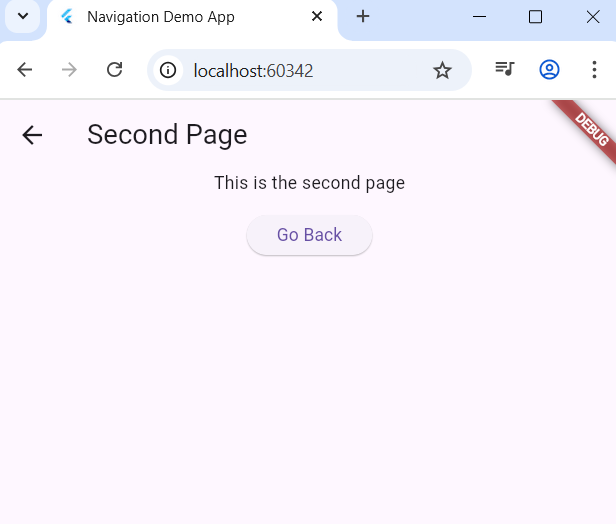 Navigation Demo App
localhost:60342
DEBUG
Second Page
This is the second page
Go Back